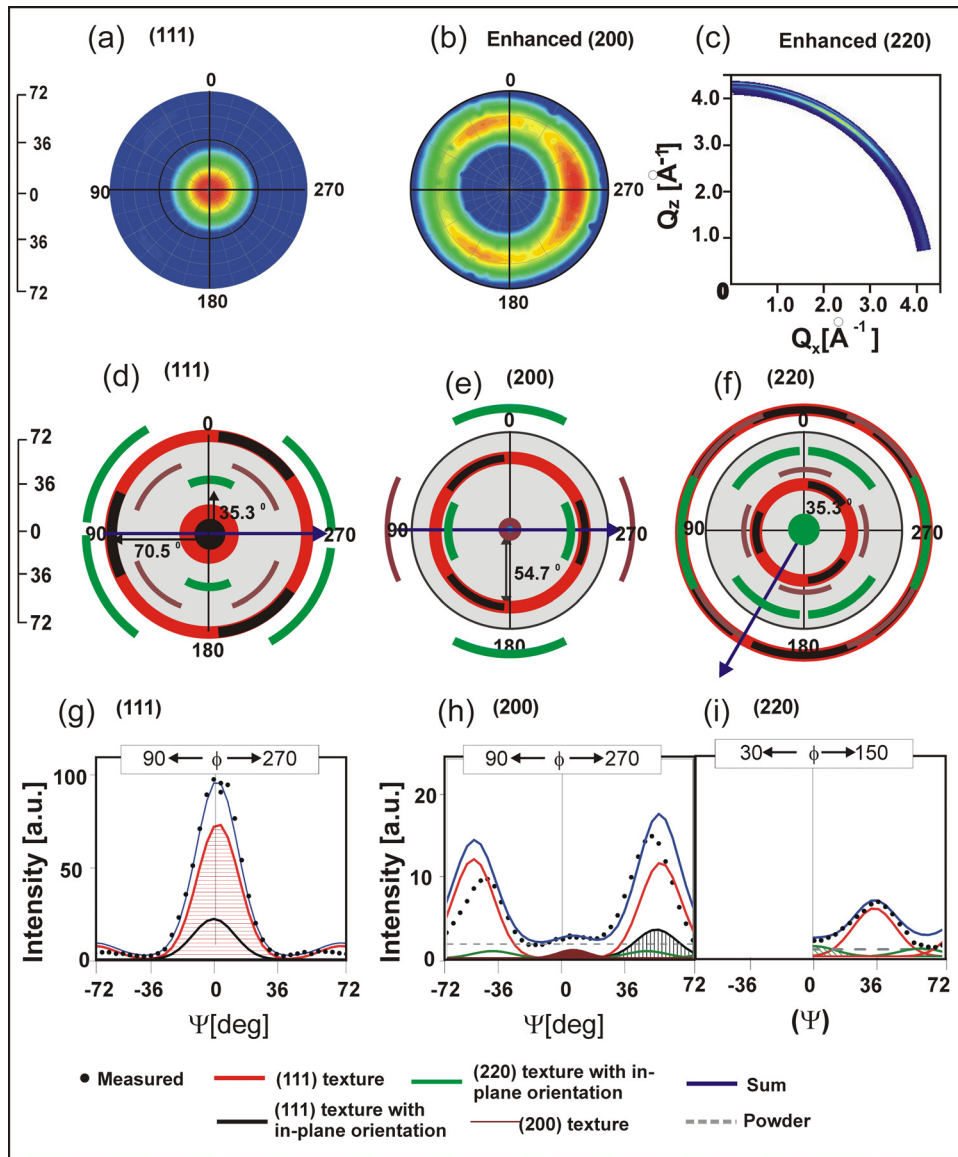 (a) (111)
(b) Enhanced (200)
(c) Enhanced (220)
72
36
0
36
72
0
90
270
180
0
90
270
180
4.0
3.0
2.0
1.0
0
Qz [Å-1]
1.0 2.0 3.0 4.0
Qx[Å-1]
(d) (111)
(e) (200)
(f) (220)
72
36
0
36
72
0
35.3 0
90
270
70.5 0
180
0
90
54.7 0
180
0
35.3 0
90
270
180
(g) (111)
(h) (200)
(i) (220)
90 ← ϕ → 270
90 ← ϕ → 270
30 ← ϕ → 150
Intensity [a.u.]
100
50
0
-72 -36 0 36 72
Ψ[deg]
Intensity [a.u.]
20
10
0
-72 -36 0 36 72
Ψ[deg]
-72 -36 0 36 72
(Ψ)
Measured
(111) texture
(220) texture with in-
plane orientation
Sum
(111) texture with
in-plane orientation
(200) texture
Powder